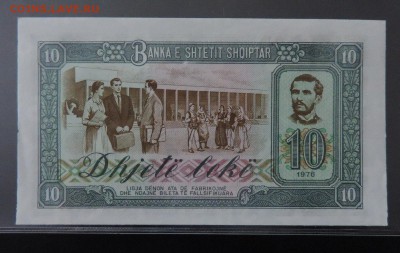 10 BANKA E SHTETIT SHQIPTAR 10
Dhjetë lekë
10
1976
LIGJA DËNON ATA QË FABRIKOJNË
DHE NDAJNË BILETA TË FALLSIFIKUARA
10 10